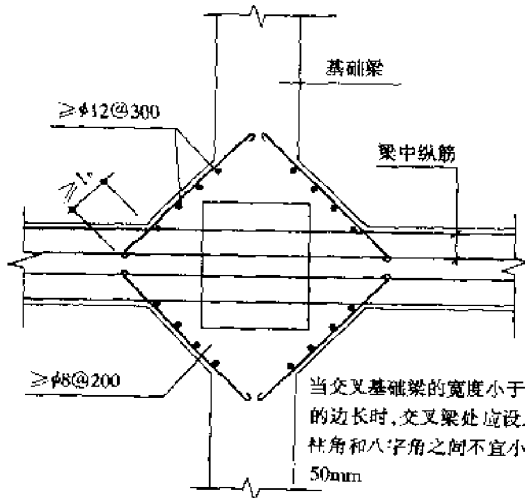 基础梁
≥ϕ12@300
梁中纵筋
≥l
≥ϕ8@200
当交叉基础梁的宽度小于
的边长时,交叉梁处应设
柱角和八字角之间不宜小
50mm